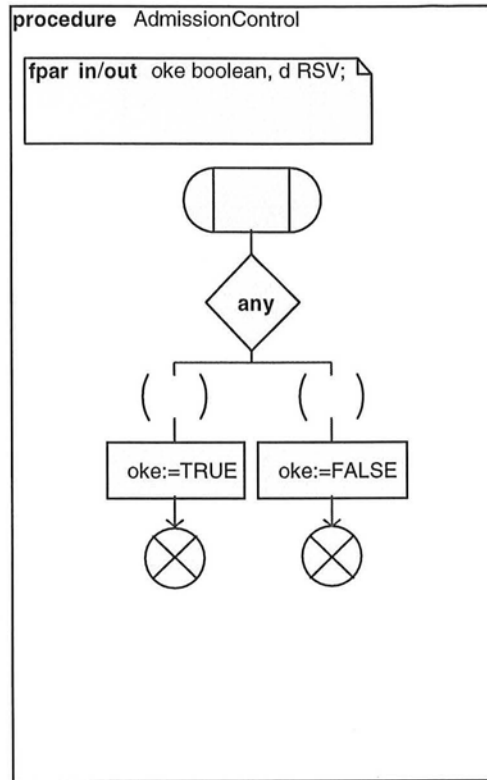 procedure AdmissionControl
fpar in/out oke boolean, d RSV;
any
( ) ( )
oke:=TRUE oke:=FALSE